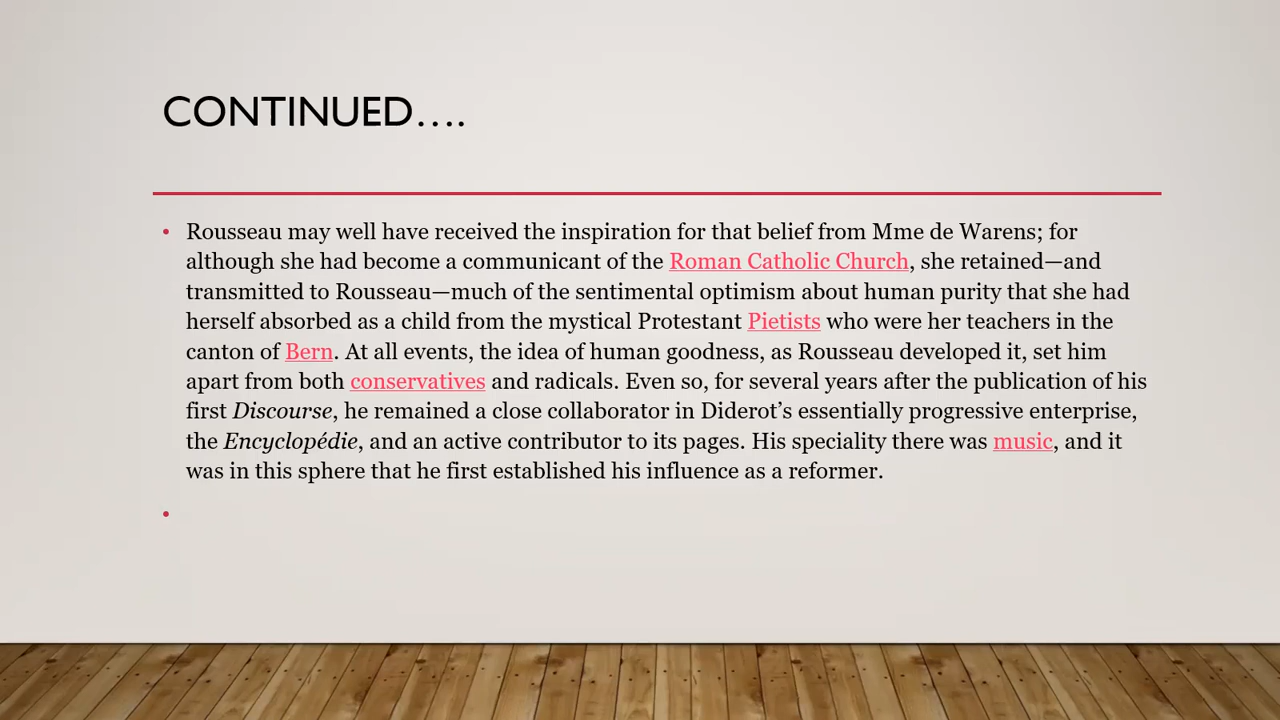 CONTINUED….
• Rousseau may well have received the inspiration for that belief from Mme de Warens; for
although she had become a communicant of the Roman Catholic Church, she retained—and
transmitted to Rousseau—much of the sentimental optimism about human purity that she had
herself absorbed as a child from the mystical Protestant Pietists who were her teachers in the
canton of Bern. At all events, the idea of human goodness, as Rousseau developed it, set him
apart from both conservatives and radicals. Even so, for several years after the publication of his
first Discourse, he remained a close collaborator in Diderot’s essentially progressive enterprise,
the Encyclopédie, and an active contributor to its pages. His speciality there was music, and it
was in this sphere that he first established his influence as a reformer.
•